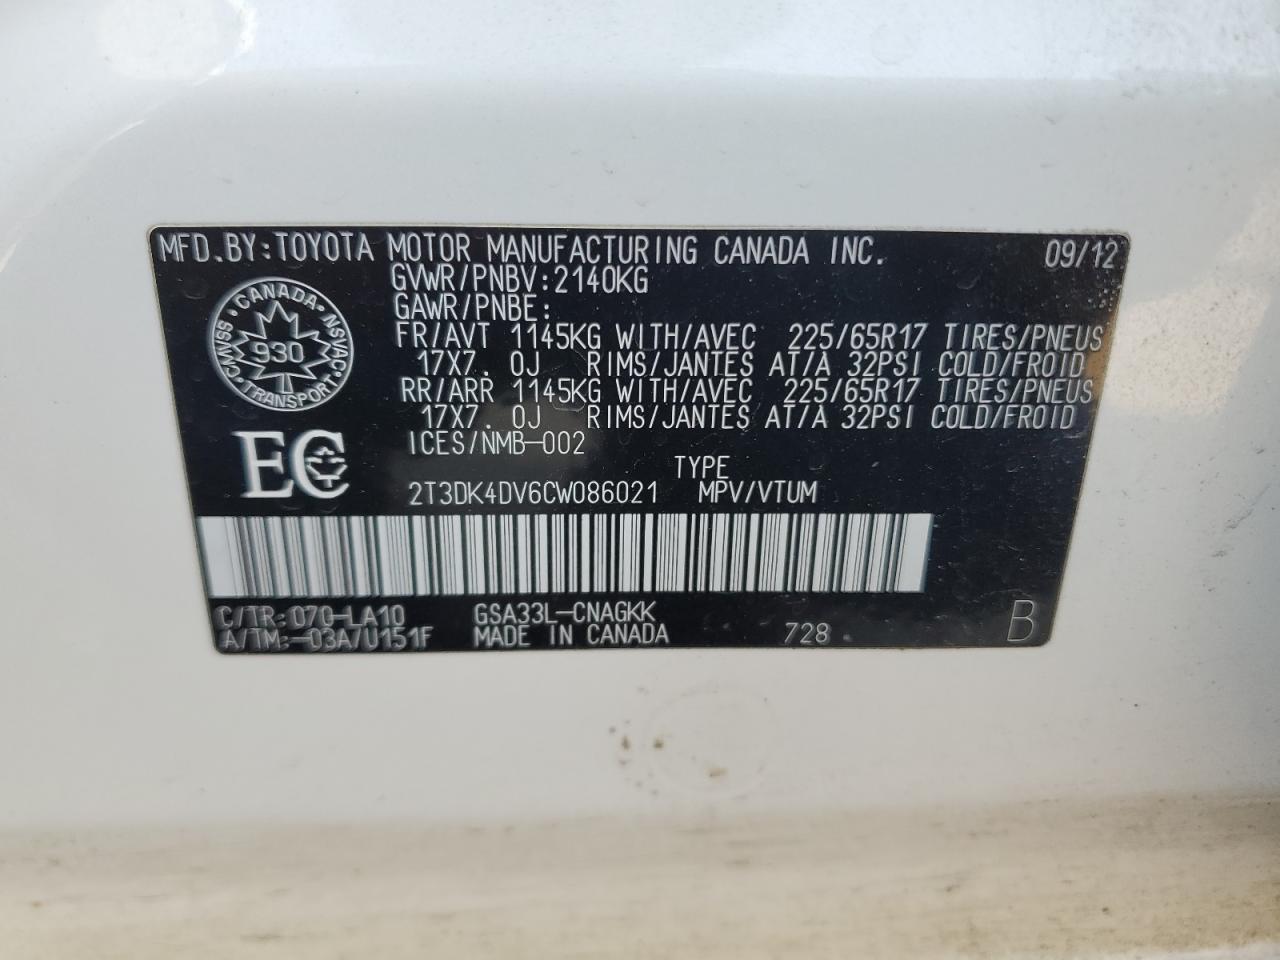 MFD.BY:TOYOTA MOTOR MANUFACTURING CANADA INC. 09/12
GVWR/PNBV:2140KG
GAWR/PNBE:
FR/AVT 1145KG WITH/AVEC 225/65R17 TIRES/PNEUS
17X7. 0J RIMS/JANTES AT/À 32PSI COLD/FROID
RR/ARR 1145KG WITH/AVEC 225/65R17 TIRES/PNEUS
17X7. 0J RIMS/JANTES AT/À 32PSI COLD/FROID
ICES/NMB-002
TYPE
2T3DK4DV6CW086021 MPV/VTUM
CANADA
CMVSS 930 NSVAC
TRANSPORT
EC
C/TR:070-LA10 GSA33L-CNAGKK
A/TM:-03A/U151F MADE IN CANADA 728 B